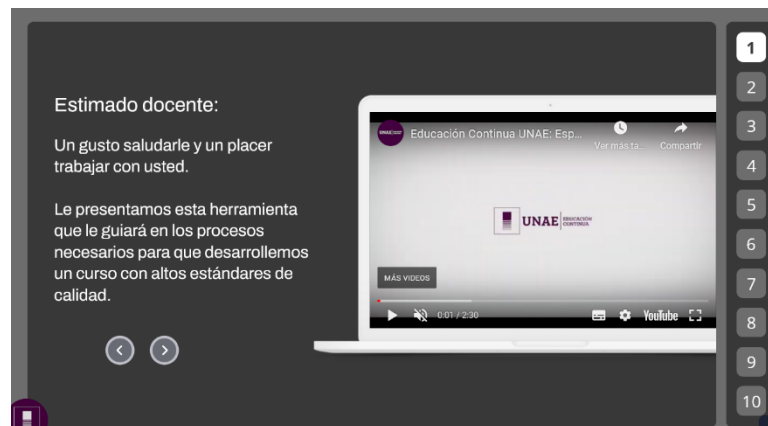 Estimado docente:
Un gusto saludarle y un placer
trabajar con usted.
Le presentamos esta herramienta
que le guiará en los procesos
necesarios para que desarrollemos
un curso con altos estándares de
calidad.
Educación Continua UNAE: Esp...
Ver más ta...
Compartir
UNAE EDUCACIÓN
CONTINUA
MÁS VIDEOS
0:01 / 2:30
YouTube
1
2
3
4
5
6
7
8
9
10